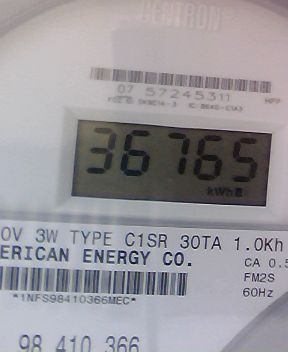 CENTRON
07 57245311
36765
kWh
0V 3W TYPE C1SR 30TA 1.0Kh
ERICAN ENERGY CO.
CA 0.5
FM2S
*1NFS98410366MEC*
60Hz
98 410 366